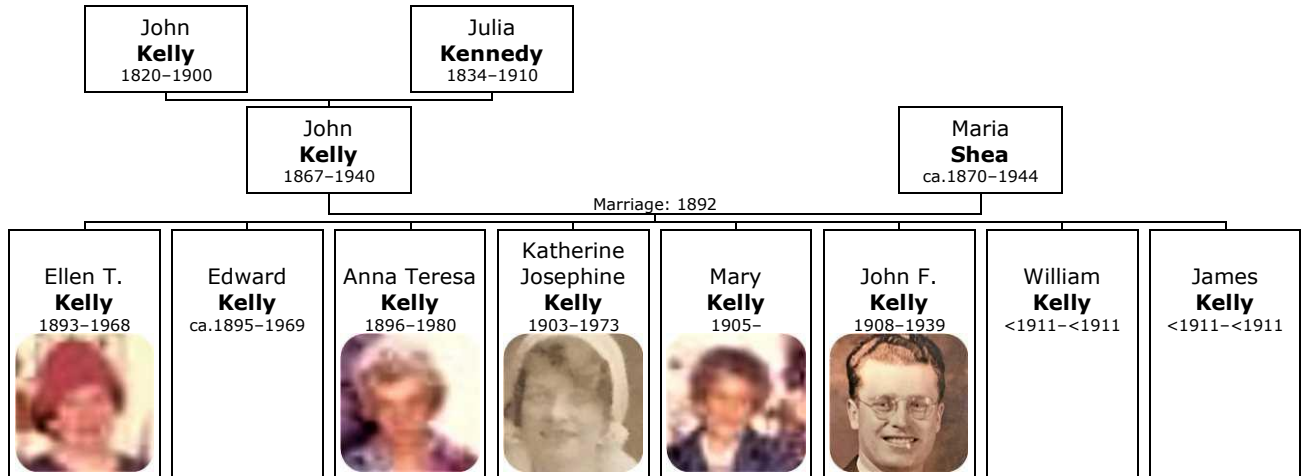 John
Kelly
1820–1900
Julia
Kennedy
1834–1910
John
Kelly
1867–1940
Maria
Shea
ca.1870–1944
Marriage: 1892
Ellen T.
Kelly
1893–1968
Edward
Kelly
ca.1895–1969
Anna Teresa
Kelly
1896–1980
Katherine
Josephine
Kelly
1903–1973
Mary
Kelly
1905–
John F.
Kelly
1908–1939
William
Kelly
<1911–<1911
James
Kelly
<1911–<1911